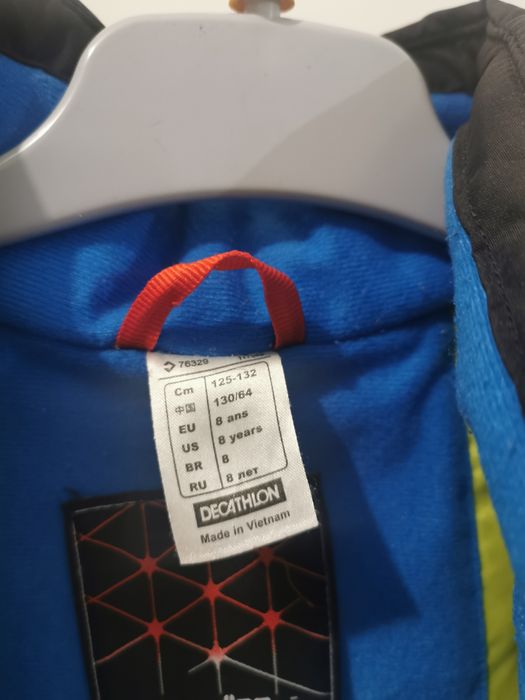 76329
Cm 125-132
中国 130/64
EU 8 ans
US 8 years
BR 8
RU 8 лет
DECATHLON
Made in Vietnam